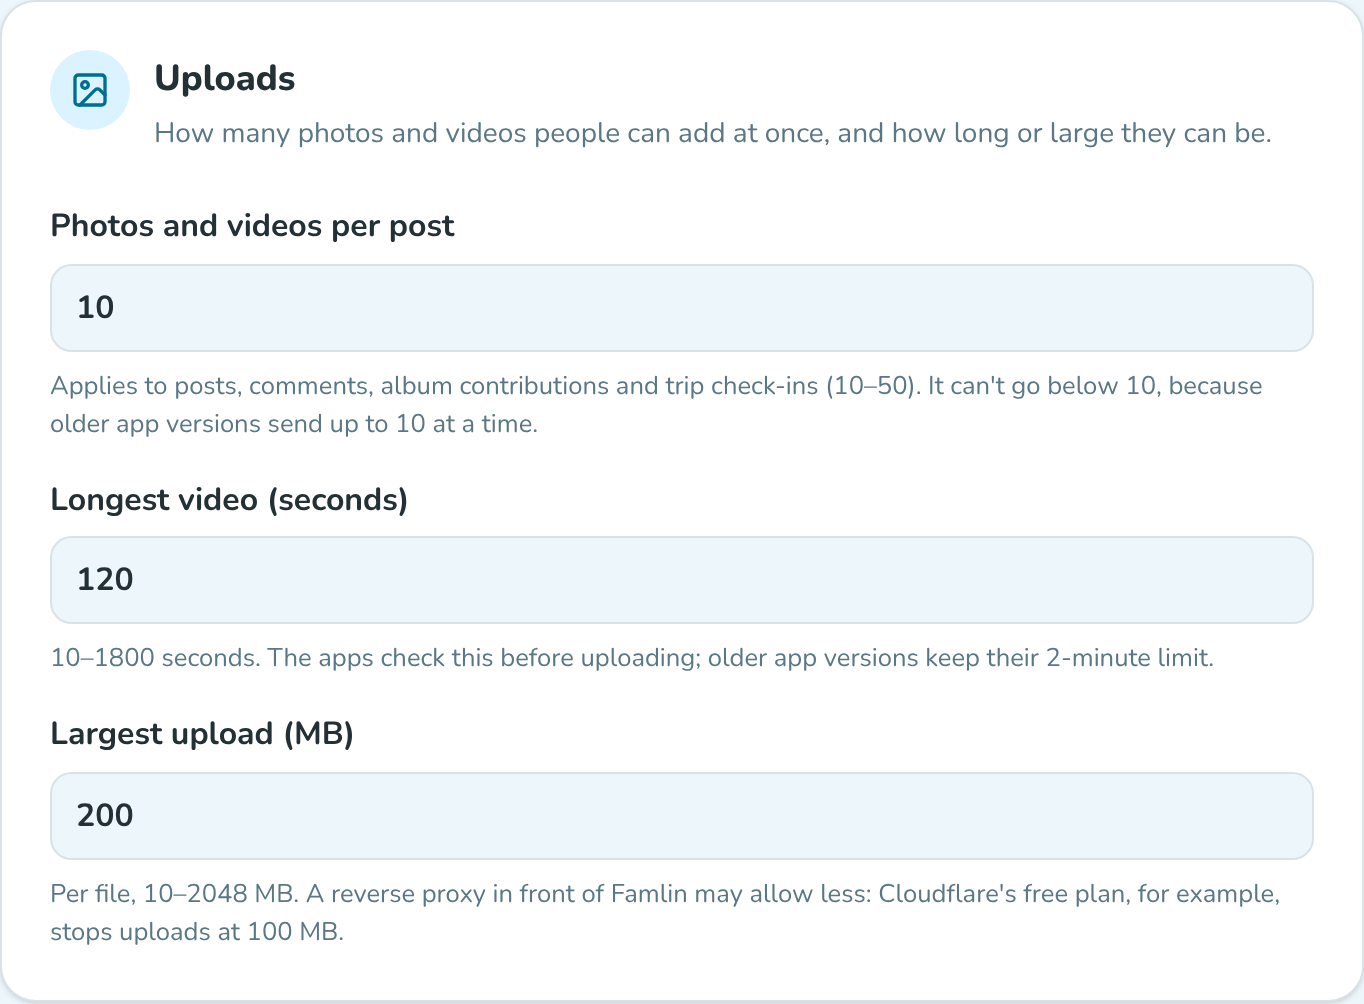 Uploads
How many photos and videos people can add at once, and how long or large they can be.
Photos and videos per post
10
Applies to posts, comments, album contributions and trip check-ins (10–50). It can't go below 10, because
older app versions send up to 10 at a time.
Longest video (seconds)
120
10–1800 seconds. The apps check this before uploading; older app versions keep their 2-minute limit.
Largest upload (MB)
200
Per file, 10–2048 MB. A reverse proxy in front of Famlin may allow less: Cloudflare's free plan, for example,
stops uploads at 100 MB.